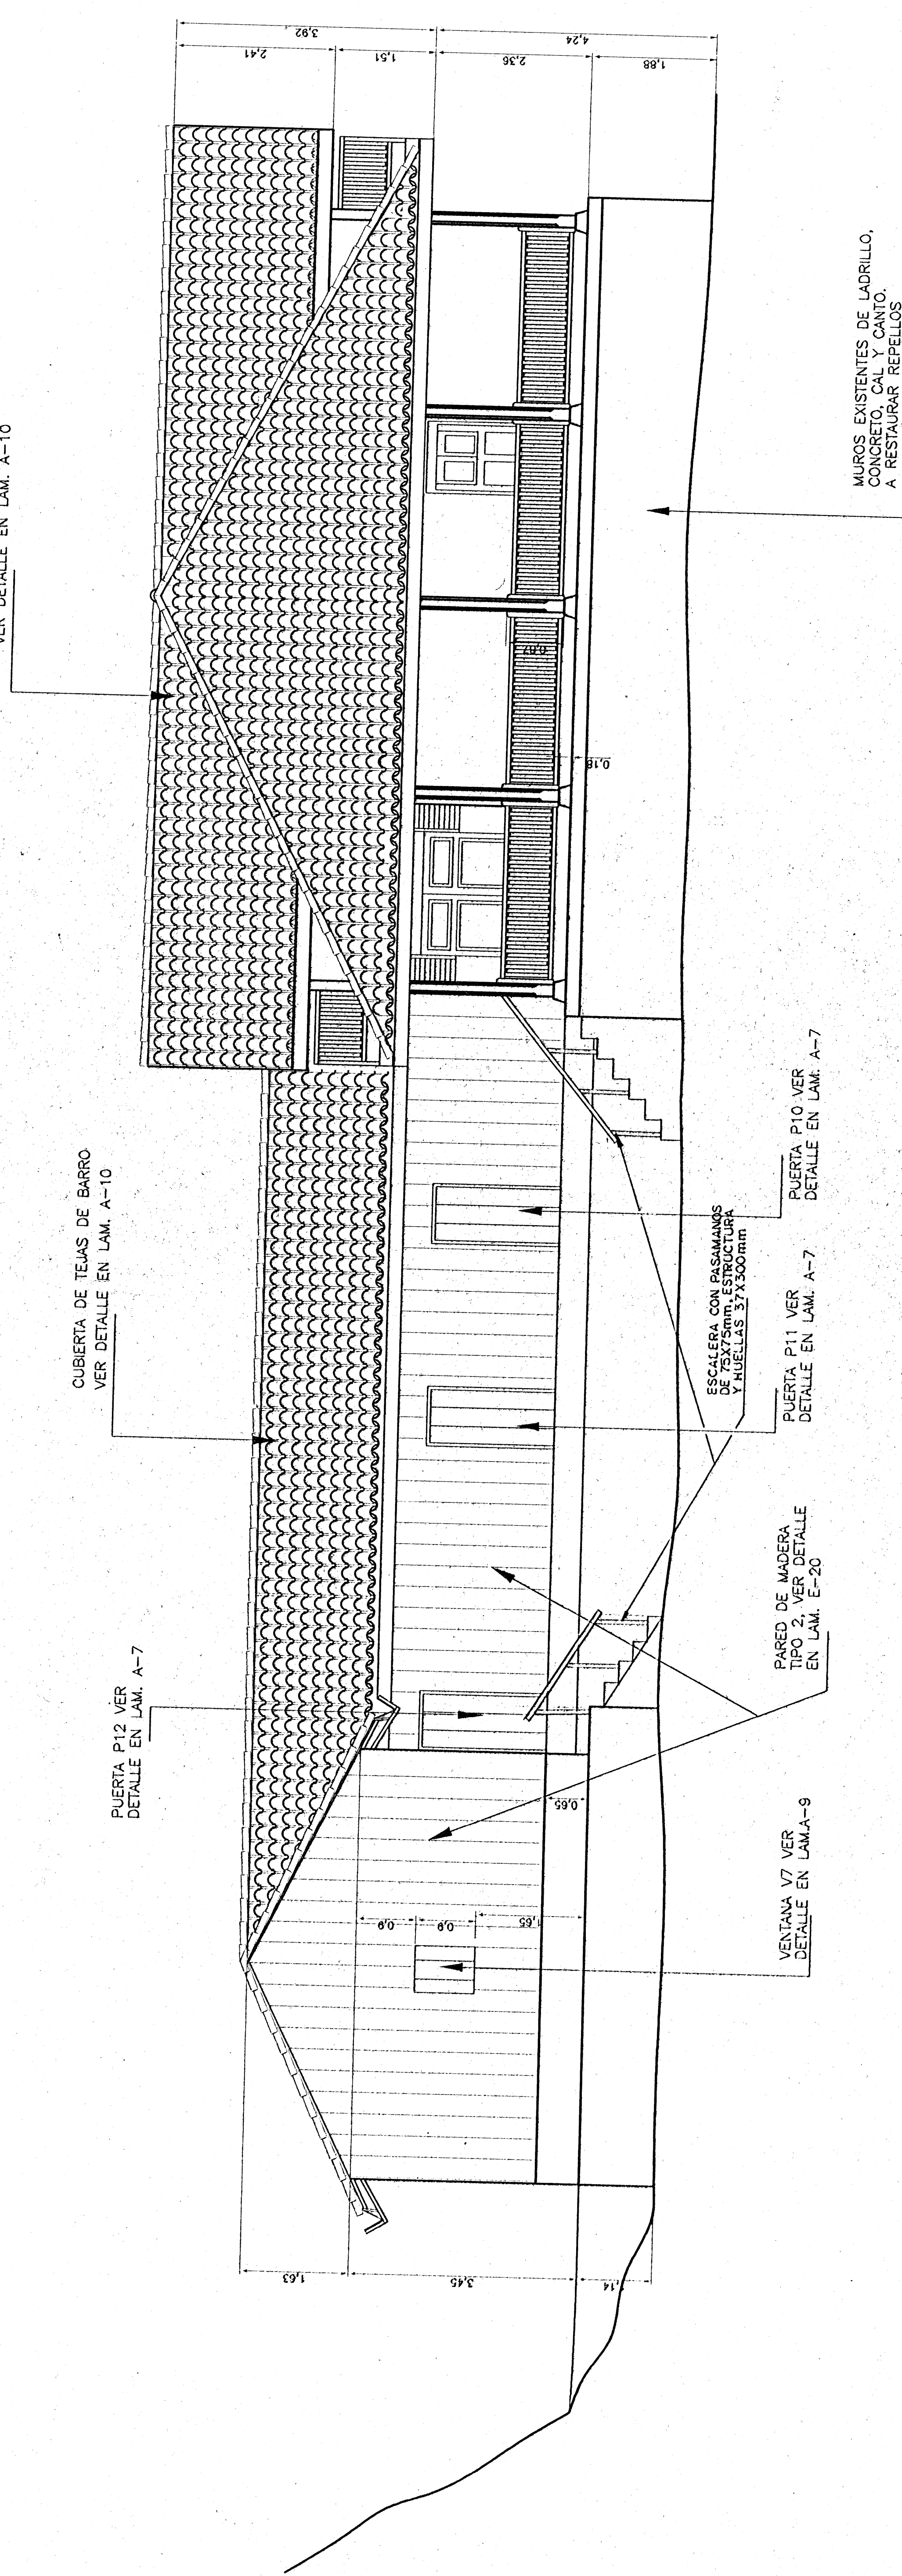 VER DETALLE EN LAM. A-10
CUBIERTA DE TEJAS DE BARRO
VER DETALLE EN LAM. A-10
PUERTA P12 VER
DETALLE EN LAM. A-7
MUROS EXISTENTES DE LADRILLO,
CONCRETO, CAL Y CANTO.
A RESTAURAR REPELLOS
PUERTA P10 VER
DETALLE EN LAM. A-7
ESCALERA CON PASAMANOS
DE 75X75mm, ESTRUCTURA
Y HUELLAS 37X300mm
PUERTA P11 VER
DETALLE EN LAM. A-7
PARED DE MADERA
TIPO 2, VER DETALLE
EN LAM. E-20
VENTANA V7 VER
DETALLE EN LAM.A-9
3,92
4,24
2,41
1,51
2,36
1,88
0,07
0,18
0,65
0,9
0,9
1,65
1,63
3,45
,14